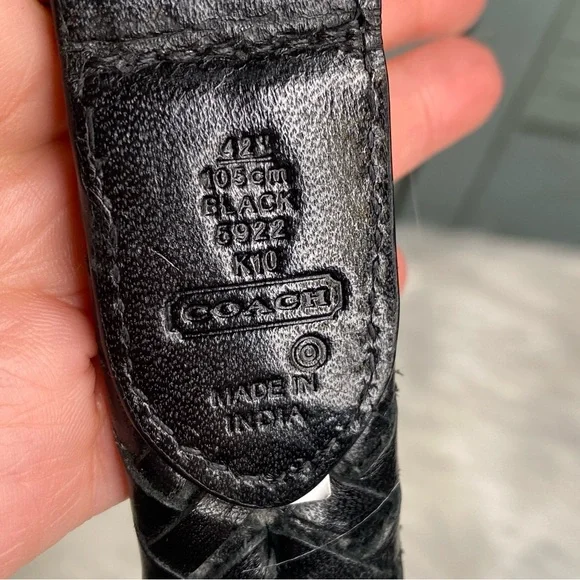 42"
105cm
BLACK
5922
K10
COACH
©
MADE IN
INDIA